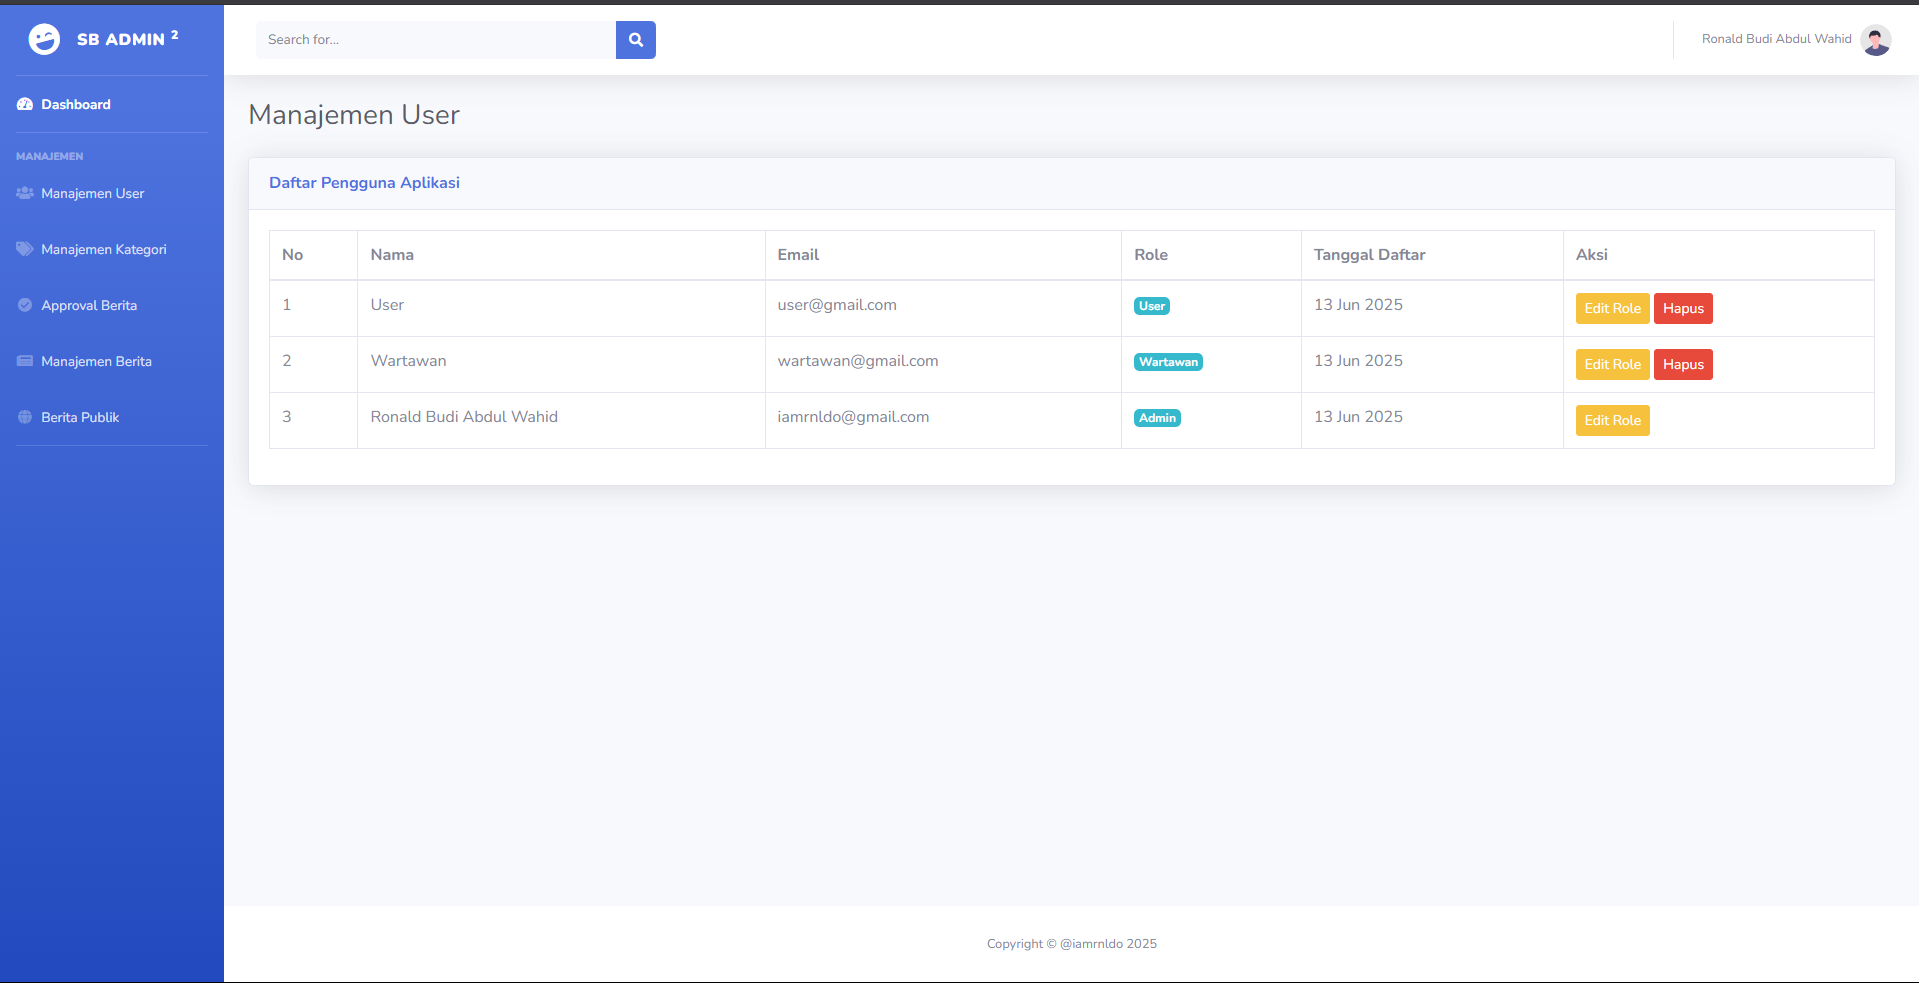 SB ADMIN 2
Search for...
Ronald Budi Abdul Wahid
Dashboard
MANAJEMEN
Manajemen User
Manajemen Kategori
Approval Berita
Manajemen Berita
Berita Publik
Manajemen User
Daftar Pengguna Aplikasi
No Nama Email Role Tanggal Daftar Aksi
1 User user@gmail.com User 13 Jun 2025 Edit Role Hapus
2 Wartawan wartawan@gmail.com Wartawan 13 Jun 2025 Edit Role Hapus
3 Ronald Budi Abdul Wahid iamrnldo@gmail.com Admin 13 Jun 2025 Edit Role
Copyright © @iamrnldo 2025